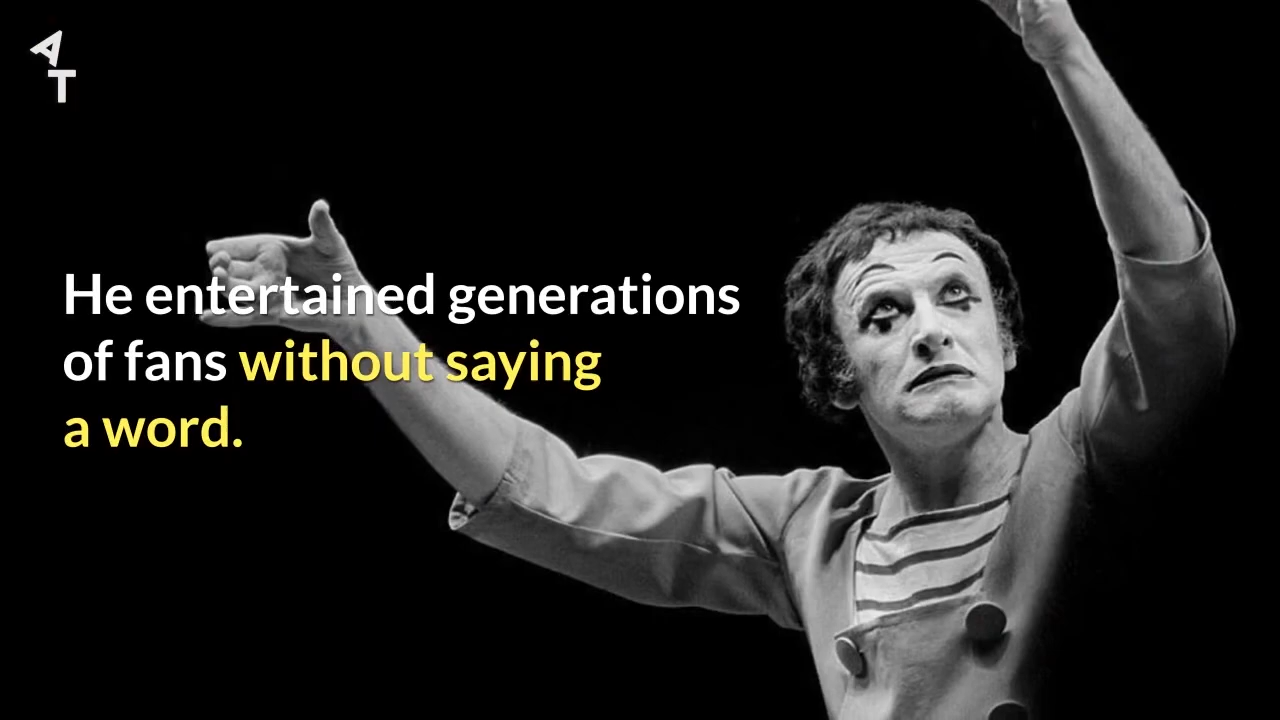 A
T
He entertained generations
of fans without saying
a word.